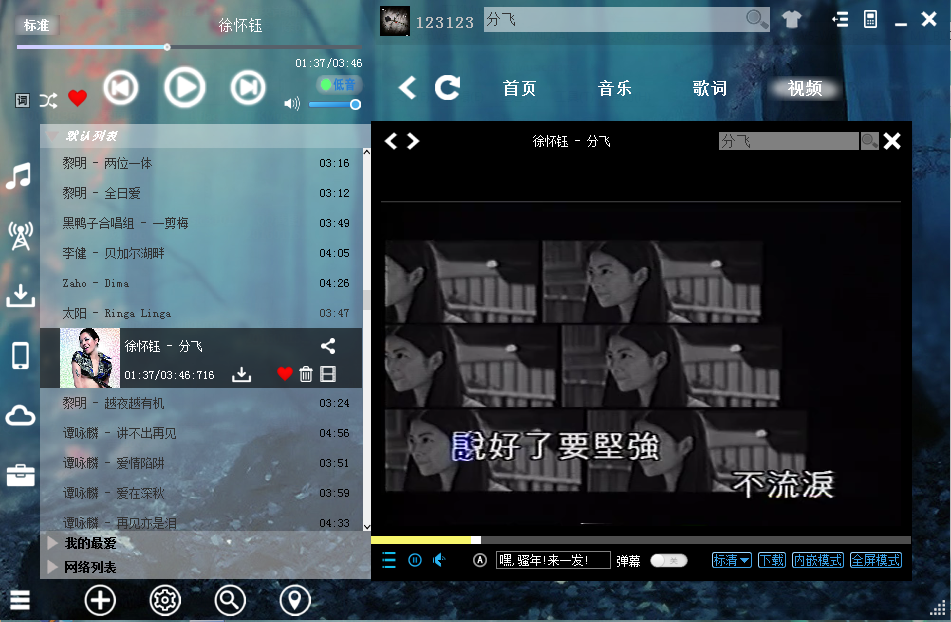 标准
徐怀钰
01:37/03:46
词
低音
默认列表
黎明 - 两位一体 03:16
黎明 - 全日爱 03:12
黑鸭子合唱组 - 一剪梅 03:49
李健 - 贝加尔湖畔 04:05
Zaho - Dima 04:26
太阳 - Ringa Linga 03:47
徐怀钰 - 分飞
01:37/03:46:716
黎明 - 越夜越有机 03:24
谭咏麟 - 讲不出再见 04:56
谭咏麟 - 爱情陷阱 03:51
谭咏麟 - 爱在深秋 03:59
谭咏麟 - 再见亦是泪 04:33
我的最爱
网络列表
123123
分飞
首页 音乐 歌词 视频
徐怀钰 - 分飞
分飞
說好了要堅強
不流淚
A
嘿,骚年!来一发!
弹幕
标清 下载 内嵌模式 全屏模式